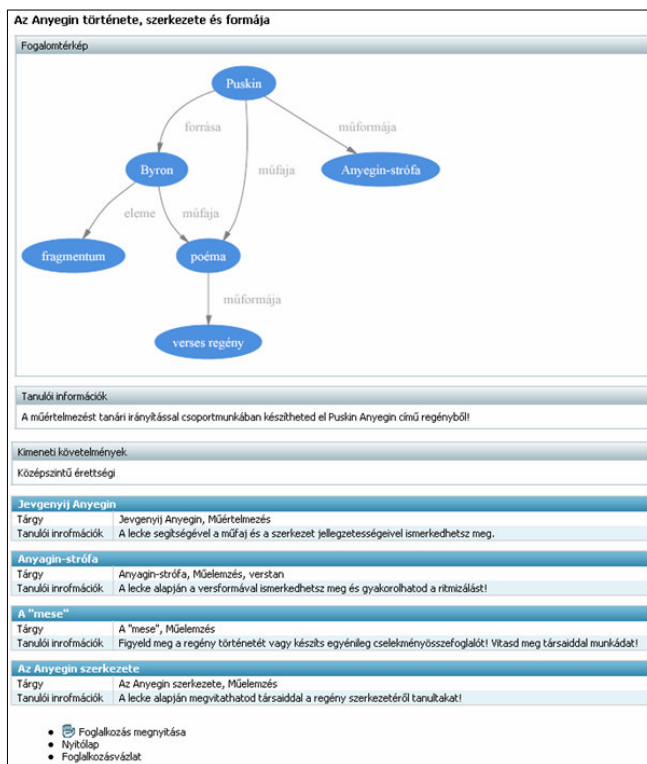 Az Anyegin története, szerkezete és formája
Fogalomtérkép
Puskin
forrása
műformája
Byron
műfaja
Anyegin-strófa
eleme
műfaja
fragmentum
poéma
műformája
verses regény
Tanulói információk
A műértelmezést tanári irányítással csoportmunkában készítheted el Puskin Anyegin című regényből!
Kimeneti követelmények
Középszintű érettségi
Jevgenyij Anyegin
Tárgy Jevgenyij Anyegin, Műértelmezés
Tanulói inrofmációk A lecke segítségével a műfaj és a szerkezet jellegzetességeivel ismerkedhetsz meg.
Anyagin-strófa
Tárgy Anyagin-strófa, Műelemzés, verstan
Tanulói inrofmációk A lecke alapján a versformával ismerkedhetsz meg és gyakorolhatod a ritmizálást!
A "mese"
Tárgy A "mese", Műelemzés
Tanulói inrofmációk Figyeld meg a regény történetét vagy készíts egyénileg cselekményösszefoglalót! Vitasd meg társaiddal munkádat!
Az Anyegin szerkezete
Tárgy Az Anyegin szerkezete, Műelemzés
Tanulói inrofmációk A lecke alapján megvitathatod társaiddal a regény szerkezetéről tanultakat!
• Foglalkozás megnyitása
• Nyitólap
• Foglalkozásvázlat